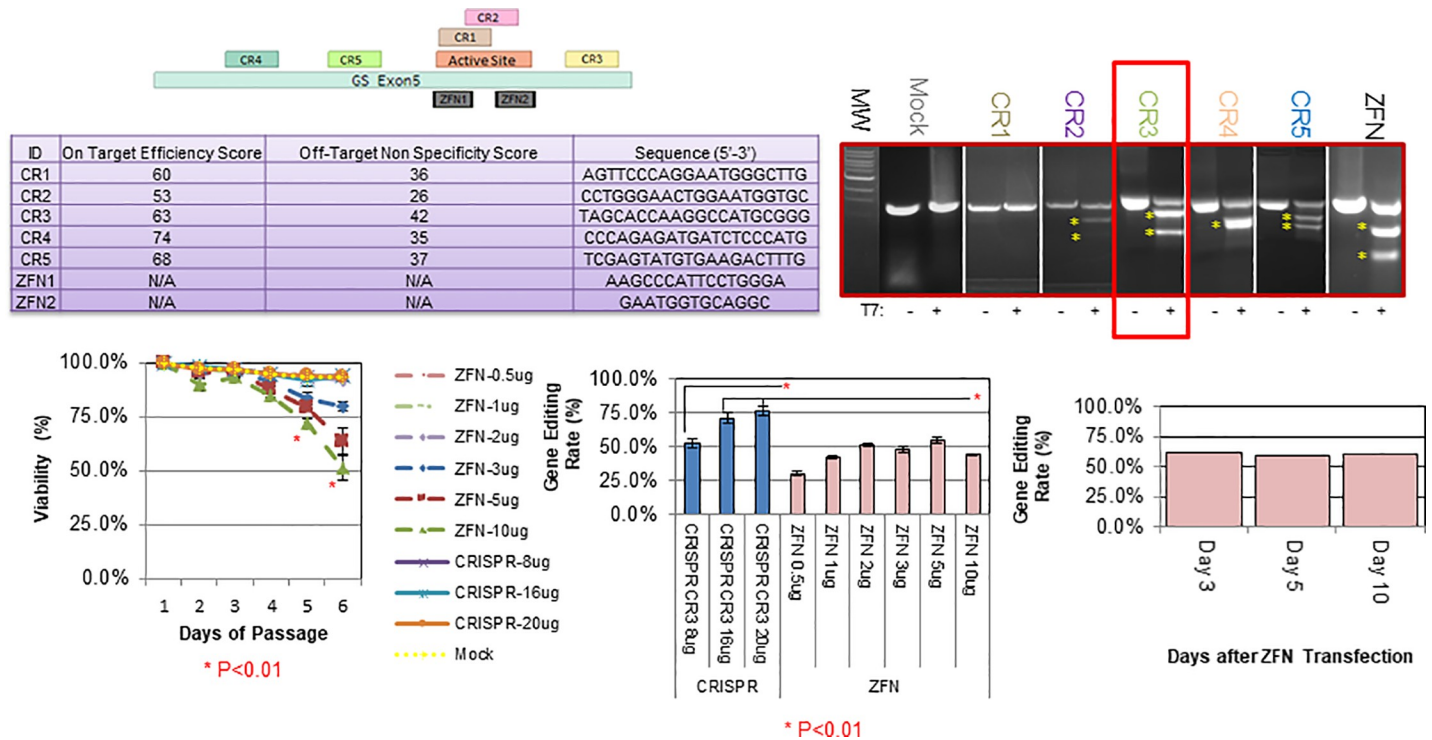 CR2
CR1
CR4
CR5
Active Site
CR3
GS Exon5
ZFN1
ZFN2
ID On Target Efficiency Score Off-Target Non Specificity Score Sequence (5'-3')
CR1 60 36 AGTTCCCAGGAATGGGCTTG
CR2 53 26 CCTGGGAACTGGAATGGTGC
CR3 63 42 TAGCACCAAGGCCATGCGGG
CR4 74 35 CCCAGAGATGATCTCCCATG
CR5 68 37 TCGAGTATGTGAAGACTTTG
ZFN1 N/A N/A AAGCCCATTCCTGGGA
ZFN2 N/A N/A GAATGGTGCAGGC
MW Mock CR1 CR2 CR3 CR4 CR5 ZFN
* * * * * * * * *
T7: - + - + - + - + - + - + - +
Viability (%)
100.0%
75.0%
50.0%
25.0%
0.0%
*
*
1 2 3 4 5 6
Days of Passage
* P<0.01
ZFN-0.5ug
ZFN-1ug
ZFN-2ug
ZFN-3ug
ZFN-5ug
ZFN-10ug
CRISPR-8ug
CRISPR-16ug
CRISPR-20ug
Mock
Gene Editing
Rate (%)
100.0%
75.0%
50.0%
25.0%
0.0%
*
*
CRISPR CR3 8ug
CRISPR CR3 16ug
CRISPR CR3 20ug
ZFN 0.5ug
ZFN 1ug
ZFN 2ug
ZFN 3ug
ZFN 5ug
ZFN 10ug
CRISPR ZFN
* P<0.01
Gene Editing
Rate (%)
100.0%
75.0%
50.0%
25.0%
0.0%
Day 3
Day 5
Day 10
Days after ZFN Transfection